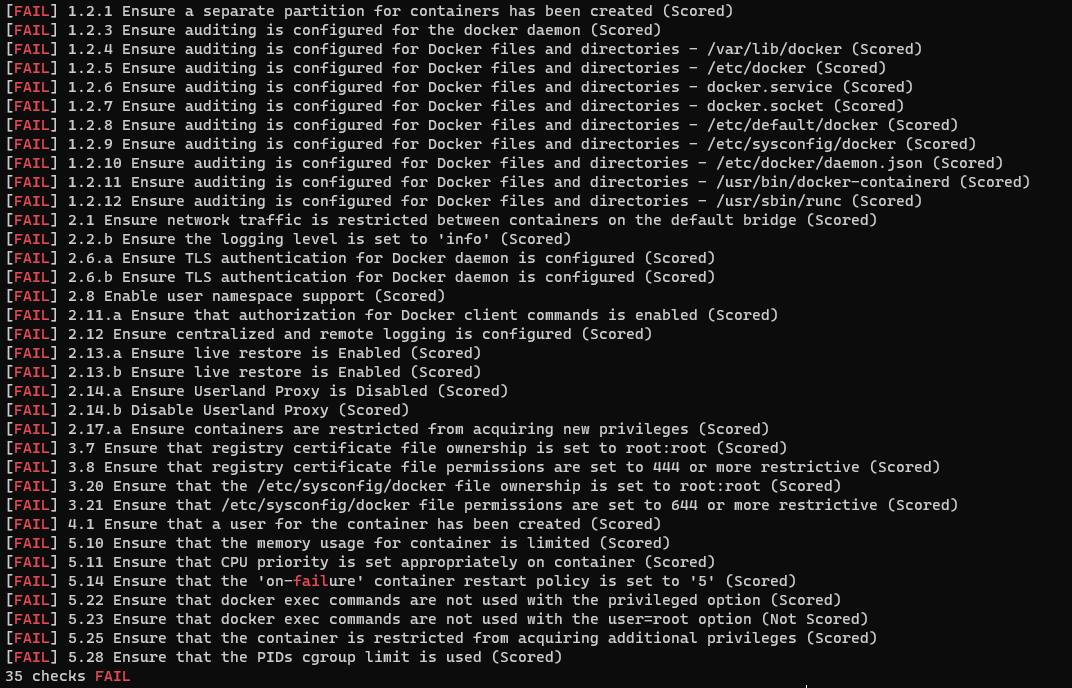 [FAIL] 1.2.1 Ensure a separate partition for containers has been created (Scored)
[FAIL] 1.2.3 Ensure auditing is configured for the docker daemon (Scored)
[FAIL] 1.2.4 Ensure auditing is configured for Docker files and directories - /var/lib/docker (Scored)
[FAIL] 1.2.5 Ensure auditing is configured for Docker files and directories - /etc/docker (Scored)
[FAIL] 1.2.6 Ensure auditing is configured for Docker files and directories - docker.service (Scored)
[FAIL] 1.2.7 Ensure auditing is configured for Docker files and directories - docker.socket (Scored)
[FAIL] 1.2.8 Ensure auditing is configured for Docker files and directories - /etc/default/docker (Scored)
[FAIL] 1.2.9 Ensure auditing is configured for Docker files and directories - /etc/sysconfig/docker (Scored)
[FAIL] 1.2.10 Ensure auditing is configured for Docker files and directories - /etc/docker/daemon.json (Scored)
[FAIL] 1.2.11 Ensure auditing is configured for Docker files and directories - /usr/bin/docker-containerd (Scored)
[FAIL] 1.2.12 Ensure auditing is configured for Docker files and directories - /usr/sbin/runc (Scored)
[FAIL] 2.1 Ensure network traffic is restricted between containers on the default bridge (Scored)
[FAIL] 2.2.b Ensure the logging level is set to 'info' (Scored)
[FAIL] 2.6.a Ensure TLS authentication for Docker daemon is configured (Scored)
[FAIL] 2.6.b Ensure TLS authentication for Docker daemon is configured (Scored)
[FAIL] 2.8 Enable user namespace support (Scored)
[FAIL] 2.11.a Ensure that authorization for Docker client commands is enabled (Scored)
[FAIL] 2.12 Ensure centralized and remote logging is configured (Scored)
[FAIL] 2.13.a Ensure live restore is Enabled (Scored)
[FAIL] 2.13.b Ensure live restore is Enabled (Scored)
[FAIL] 2.14.a Ensure Userland Proxy is Disabled (Scored)
[FAIL] 2.14.b Disable Userland Proxy (Scored)
[FAIL] 2.17.a Ensure containers are restricted from acquiring new privileges (Scored)
[FAIL] 3.7 Ensure that registry certificate file ownership is set to root:root (Scored)
[FAIL] 3.8 Ensure that registry certificate file permissions are set to 444 or more restrictive (Scored)
[FAIL] 3.20 Ensure that the /etc/sysconfig/docker file ownership is set to root:root (Scored)
[FAIL] 3.21 Ensure that /etc/sysconfig/docker file permissions are set to 644 or more restrictive (Scored)
[FAIL] 4.1 Ensure that a user for the container has been created (Scored)
[FAIL] 5.10 Ensure that the memory usage for container is limited (Scored)
[FAIL] 5.11 Ensure that CPU priority is set appropriately on container (Scored)
[FAIL] 5.14 Ensure that the 'on-failure' container restart policy is set to '5' (Scored)
[FAIL] 5.22 Ensure that docker exec commands are not used with the privileged option (Scored)
[FAIL] 5.23 Ensure that docker exec commands are not used with the user=root option (Not Scored)
[FAIL] 5.25 Ensure that the container is restricted from acquiring additional privileges (Scored)
[FAIL] 5.28 Ensure that the PIDs cgroup limit is used (Scored)
35 checks FAIL